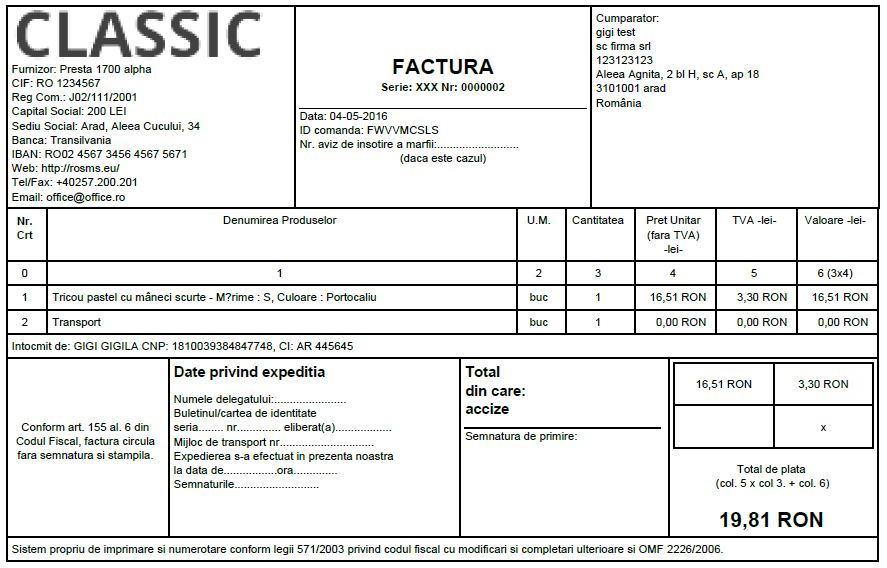 CLASSIC
Furnizor: Presta 1700 alpha
CIF: RO 1234567
Reg Com.: J02/111/2001
Capital Social: 200 LEI
Sediu Social: Arad, Aleea Cucului, 34
Banca: Transilvania
IBAN: RO02 4567 3456 4567 5671
Web: http://rosms.eu/
Tel/Fax: +40257.200.201
Email: office@office.ro
FACTURA
Serie: XXX Nr: 0000002
Data: 04-05-2016
ID comanda: FWVVMCSLS
Nr. aviz de insotire a marfii:..........................
(daca este cazul)
Cumparator:
gigi test
sc firma srl
123123123
Aleea Agnita, 2 bl H, sc A, ap 18
3101001 arad
România
Nr. Crt Denumirea Produselor U.M. Cantitatea Pret Unitar (fara TVA) -lei- TVA -lei- Valoare -lei-
0 1 2 3 4 5 6 (3x4)
1 Tricou pastel cu mâneci scurte - M?rime : S, Culoare : Portocaliu buc 1 16,51 RON 3,30 RON 16,51 RON
2 Transport buc 1 0,00 RON 0,00 RON 0,00 RON
Intocmit de: GIGI GIGILA CNP: 1810039384847748, CI: AR 445645
Conform art. 155 al. 6 din
Codul Fiscal, factura circula
fara semnatura si stampila.
Date privind expeditia
Numele delegatului:.......................
Buletinul/cartea de identitate
seria........ nr............. eliberat(a)..................
Mijloc de transport nr..............................
Expedierea s-a efectuat in prezenta noastra
la data de.................ora..............
Semnaturile...........................
Total
din care:
accize
Semnatura de primire:
16,51 RON 3,30 RON
x
Total de plata
(col. 5 x col 3. + col. 6)
19,81 RON
Sistem propriu de imprimare si numerotare conform legii 571/2003 privind codul fiscal cu modificari si completari ulterioare si OMF 2226/2006.